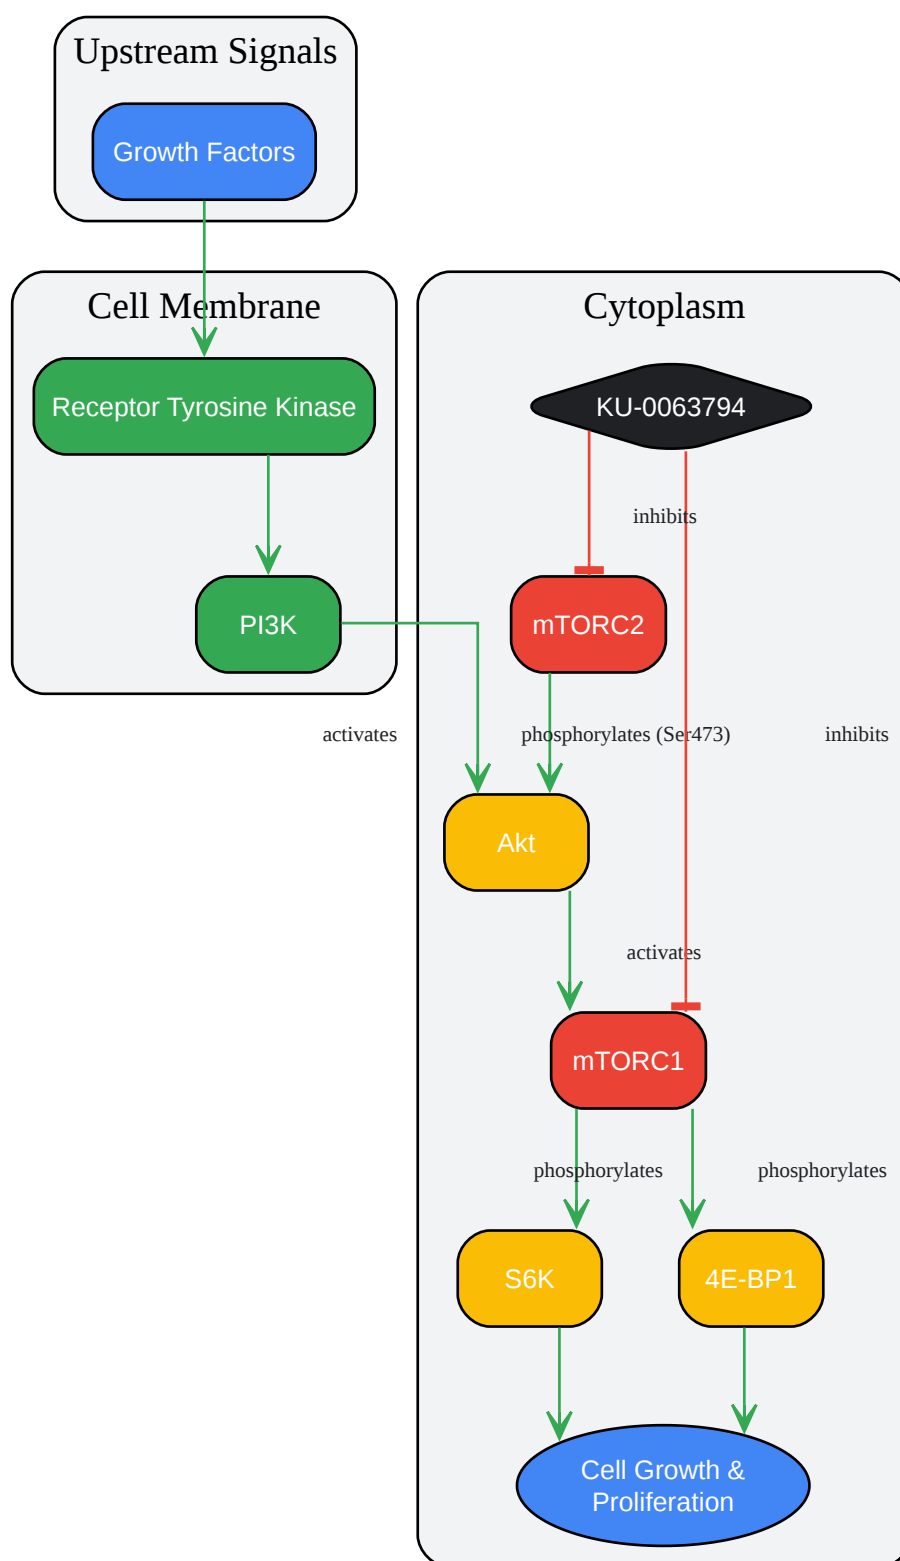 Upstream Signals
Growth Factors
Cell Membrane
Cytoplasm
Receptor Tyrosine Kinase
KU-0063794
inhibits
PI3K
mTORC2
activates
phosphorylates (Ser473)
inhibits
Akt
activates
mTORC1
phosphorylates
phosphorylates
S6K
4E-BP1
Cell Growth &
Proliferation